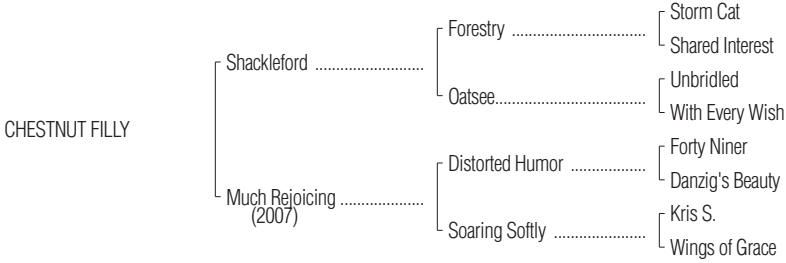 Storm Cat
Forestry ..............................
Shared Interest
Shackleford ........................
Unbridled
Oatsee..................................
With Every Wish
CHESTNUT FILLY
Forty Niner
Distorted Humor .................
Danzig's Beauty
Much Rejoicing ...................
(2007)
Kris S.
Soaring Softly .....................
Wings of Grace